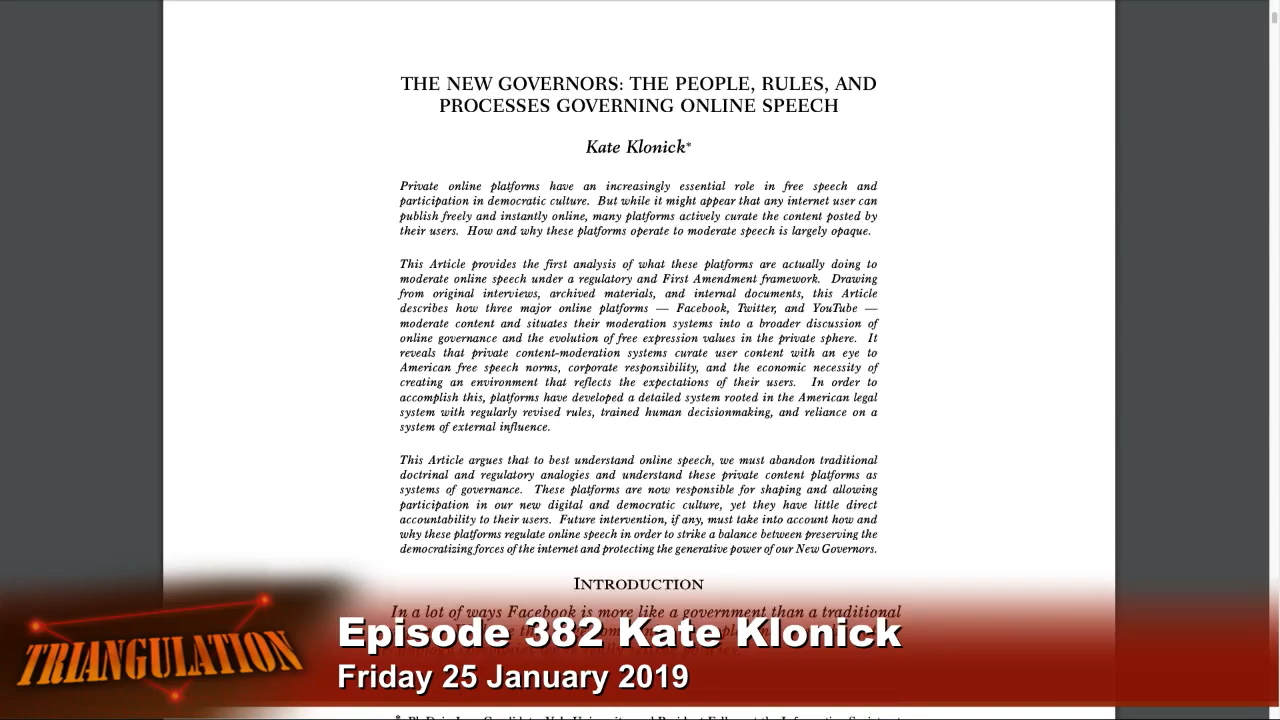 THE NEW GOVERNORS: THE PEOPLE, RULES, AND
PROCESSES GOVERNING ONLINE SPEECH
Kate Klonick*
Private online platforms have an increasingly essential role in free speech and
participation in democratic culture. But while it might appear that any internet user can
publish freely and instantly online, many platforms actively curate the content posted by
their users. How and why these platforms operate to moderate speech is largely opaque.
This Article provides the first analysis of what these platforms are actually doing to
moderate online speech under a regulatory and First Amendment framework. Drawing
from original interviews, archived materials, and internal documents, this Article
describes how three major online platforms — Facebook, Twitter, and YouTube —
moderate content and situates their moderation systems into a broader discussion of
online governance and the evolution of free expression values in the private sphere. It
reveals that private content-moderation systems curate user content with an eye to
American free speech norms, corporate responsibility, and the economic necessity of
creating an environment that reflects the expectations of their users. In order to
accomplish this, platforms have developed a detailed system rooted in the American legal
system with regularly revised rules, trained human decisionmaking, and reliance on a
system of external influence.
This Article argues that to best understand online speech, we must abandon traditional
doctrinal and regulatory analogies and understand these private content platforms as
systems of governance. These platforms are now responsible for shaping and allowing
participation in our new digital and democratic culture, yet they have little direct
accountability to their users. Future intervention, if any, must take into account how and
why these platforms regulate online speech in order to strike a balance between preserving the
democratizing forces of the internet and protecting the generative power of our New Governors.
INTRODUCTION
In a lot of ways Facebook is more like a government than a traditional
TRIANGULATION
Episode 382 Kate Klonick
Friday 25 January 2019